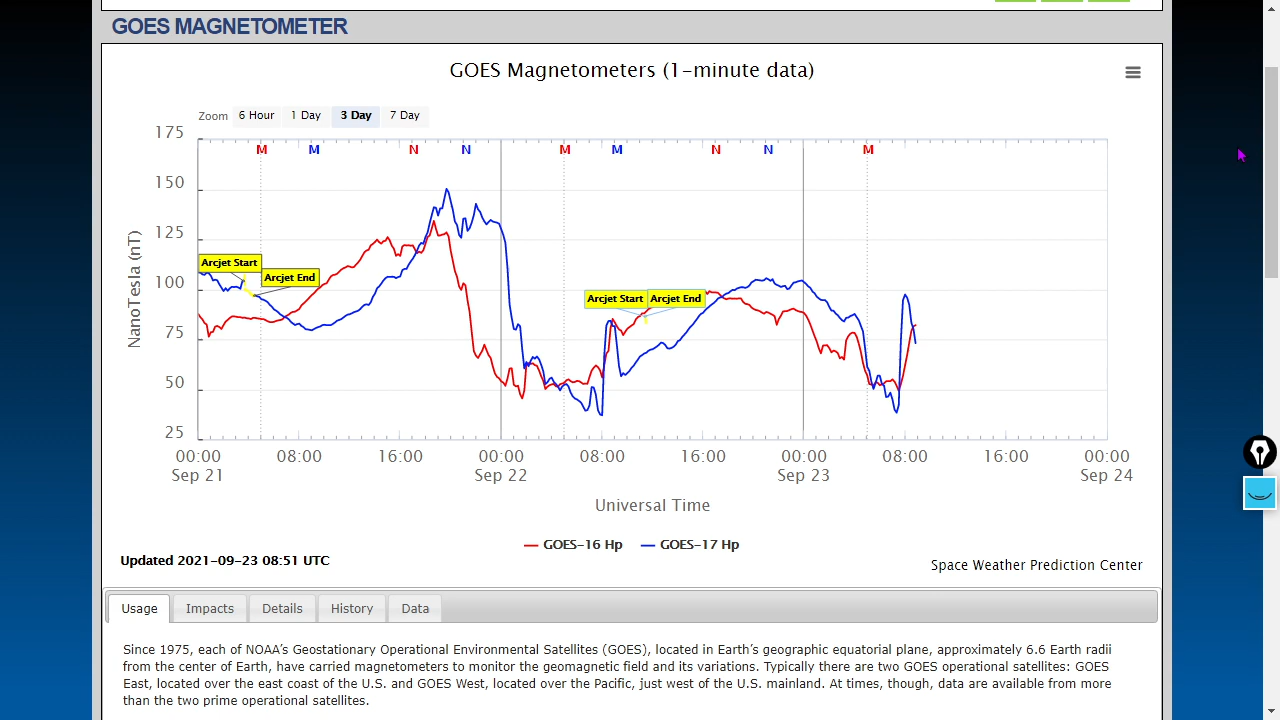 GOES MAGNETOMETER
GOES Magnetometers (1-minute data)
Zoom 6 Hour 1 Day 3 Day 7 Day
175
M N N N M N N N M
150
125
100
75
50
25
NanoTesla (nT)
Arcjet Start
Arcjet End
Arcjet Start Arcjet End
00:00 08:00 16:00 00:00 08:00 16:00 00:00 08:00 16:00 00:00
Sep 21 Sep 22 Sep 23 Sep 24
Universal Time
GOES-16 Hp GOES-17 Hp
Updated 2021-09-23 08:51 UTC
Space Weather Prediction Center
Usage Impacts Details History Data
Since 1975, each of NOAA's Geostationary Operational Environmental Satellites (GOES), located in Earth's geographic equatorial plane, approximately 6.6 Earth radii
from the center of Earth, have carried magnetometers to monitor the geomagnetic field and its variations. Typically there are two GOES operational satellites: GOES
East, located over the east coast of the U.S. and GOES West, located over the Pacific, just west of the U.S. mainland. At times, though, data are available from more
than the two prime operational satellites.